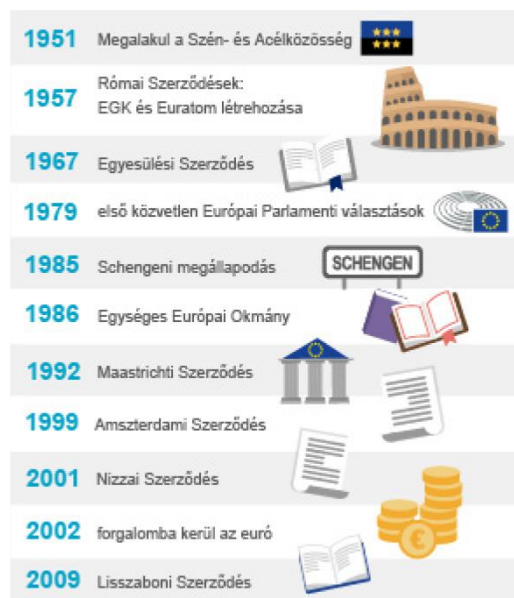 1951 Megalakul a Szén- és Acélközösség
1957 Római Szerződések:
EGK és Euratom létrehozása
1967 Egyesülési Szerződés
1979 első közvetlen Európai Parlamenti választások
1985 Schengeni megállapodás SCHENGEN
1986 Egységes Európai Okmány
1992 Maastrichti Szerződés
1999 Amszterdami Szerződés
2001 Nizzai Szerződés
2002 forgalomba kerül az euró
€
2009 Lisszaboni Szerződés